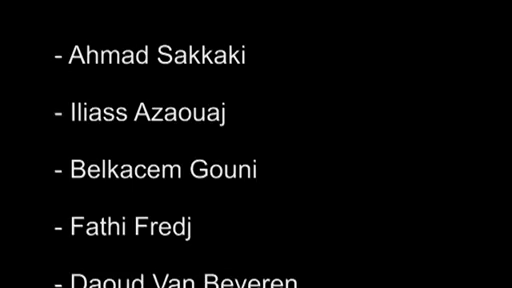 - Ahmad Sakkaki
- Iliass Azaouaj
- Belkacem Gouni
- Fathi Fredj
- Daoud Van Beveren